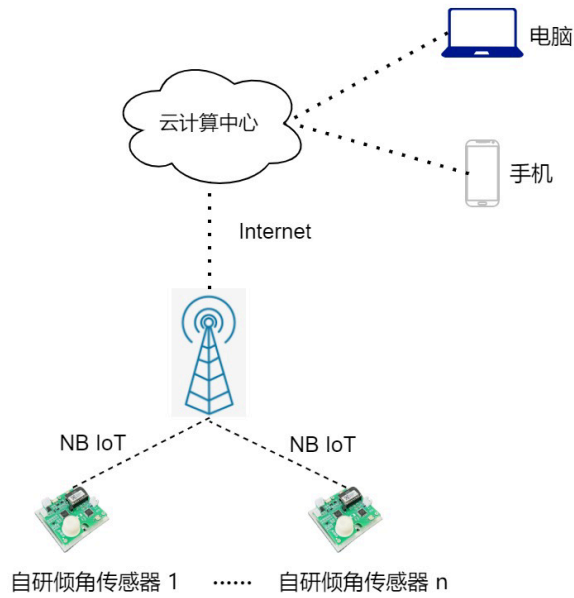 电脑
云计算中心
手机
Internet
NB IoT
NB IoT
自研倾角传感器 1 ······ 自研倾角传感器 n